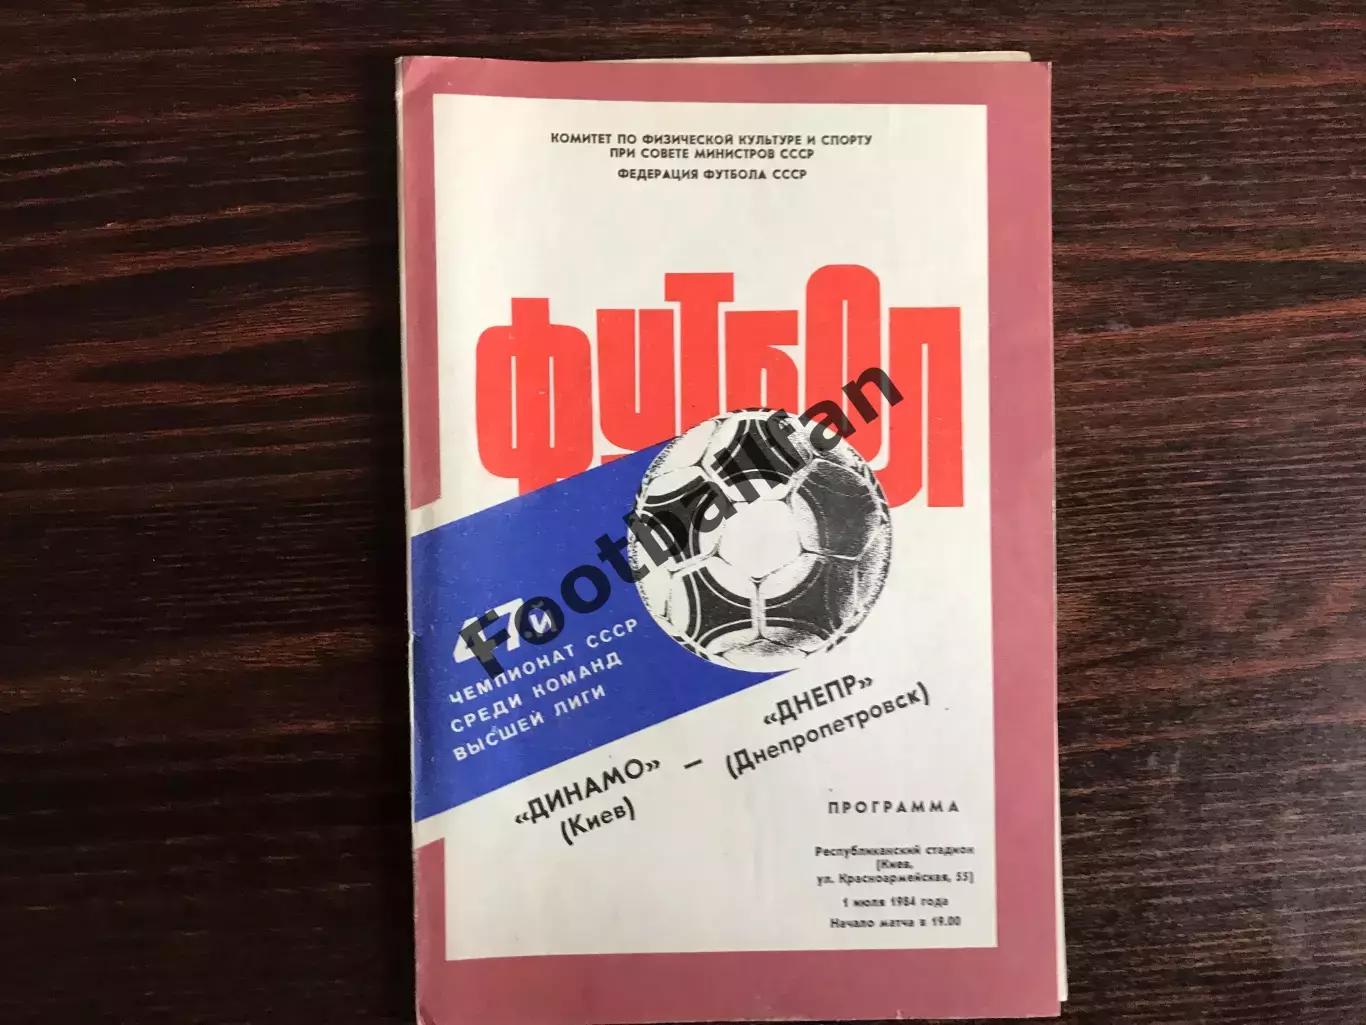 КОМИТЕТ ПО ФИЗИЧЕСКОЙ КУЛЬТУРЕ И СПОРТУ
ПРИ СОВЕТЕ МИНИСТРОВ СССР
ФЕДЕРАЦИЯ ФУТБОЛА СССР
ФУТБОЛ
Footballfan
47й
ЧЕМПИОНАТ СССР
СРЕДИ КОМАНД
ВЫСШЕЙ ЛИГИ
«ДИНАМО» – «ДНЕПР»
(Киев) (Днепропетровск)
ПРОГРАММА
Республиканский стадион
[Киев,
ул. Красноармейская, 55]
1 июля 1984 года
Начало матча в 19.00